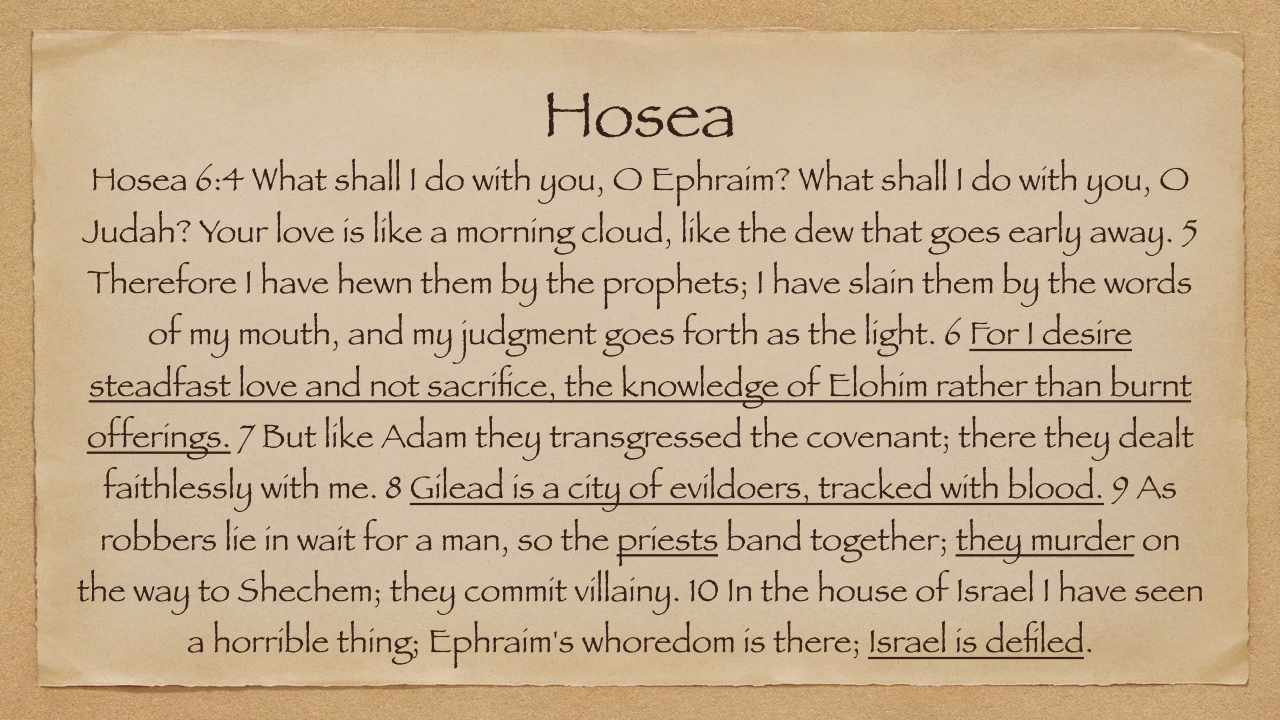 Hosea
Hosea 6:4 What shall I do with you, O Ephraim? What shall I do with you, O
Judah? Your love is like a morning cloud, like the dew that goes early away. 5
Therefore I have hewn them by the prophets; I have slain them by the words
of my mouth, and my judgment goes forth as the light. 6 For I desire
steadfast love and not sacrifice, the knowledge of Elohim rather than burnt
offerings. 7 But like Adam they transgressed the covenant; there they dealt
faithlessly with me. 8 Gilead is a city of evildoers, tracked with blood. 9 As
robbers lie in wait for a man, so the priests band together; they murder on
the way to Shechem; they commit villainy. 10 In the house of Israel I have seen
a horrible thing; Ephraim's whoredom is there; Israel is defiled.